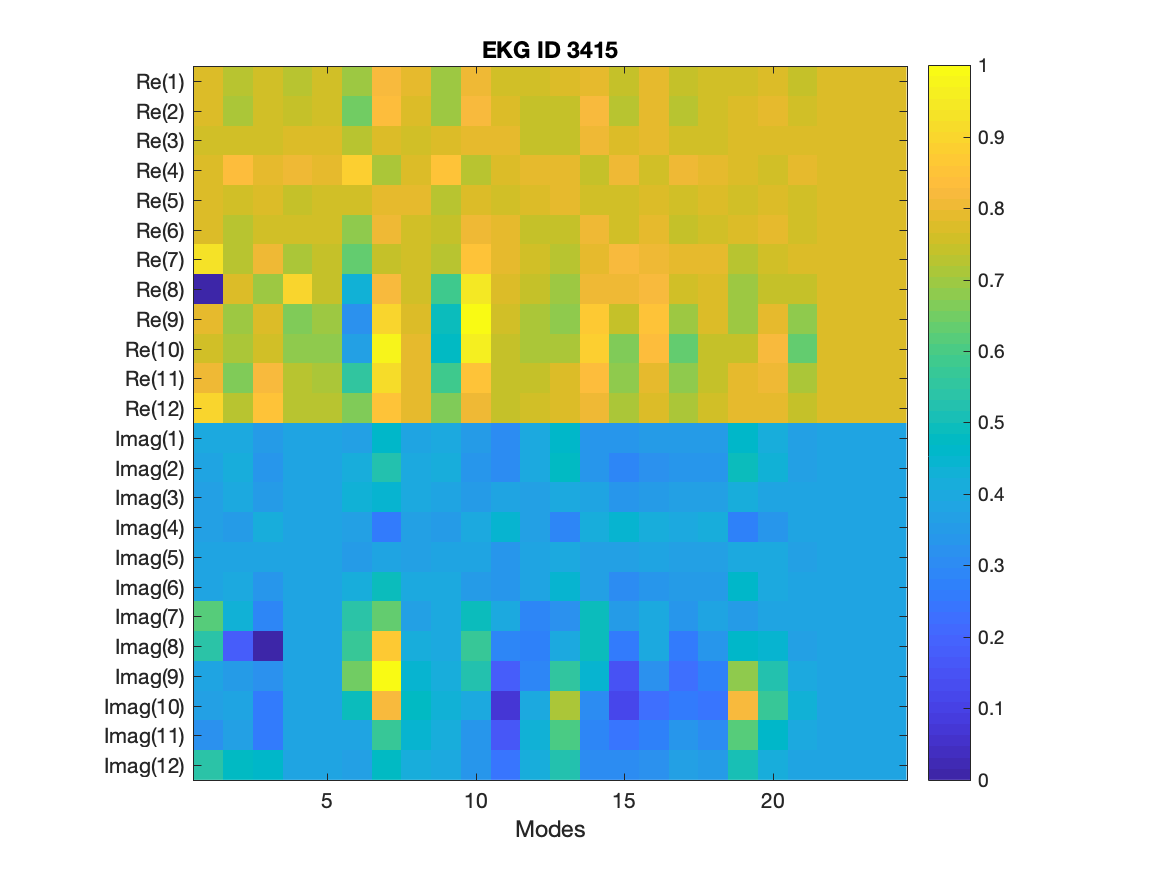 EKG ID 3415
Re(1)
Re(2)
Re(3)
Re(4)
Re(5)
Re(6)
Re(7)
Re(8)
Re(9)
Re(10)
Re(11)
Re(12)
Imag(1)
Imag(2)
Imag(3)
Imag(4)
Imag(5)
Imag(6)
Imag(7)
Imag(8)
Imag(9)
Imag(10)
Imag(11)
Imag(12)
5 10 15 20
Modes
1
0.9
0.8
0.7
0.6
0.5
0.4
0.3
0.2
0.1
0